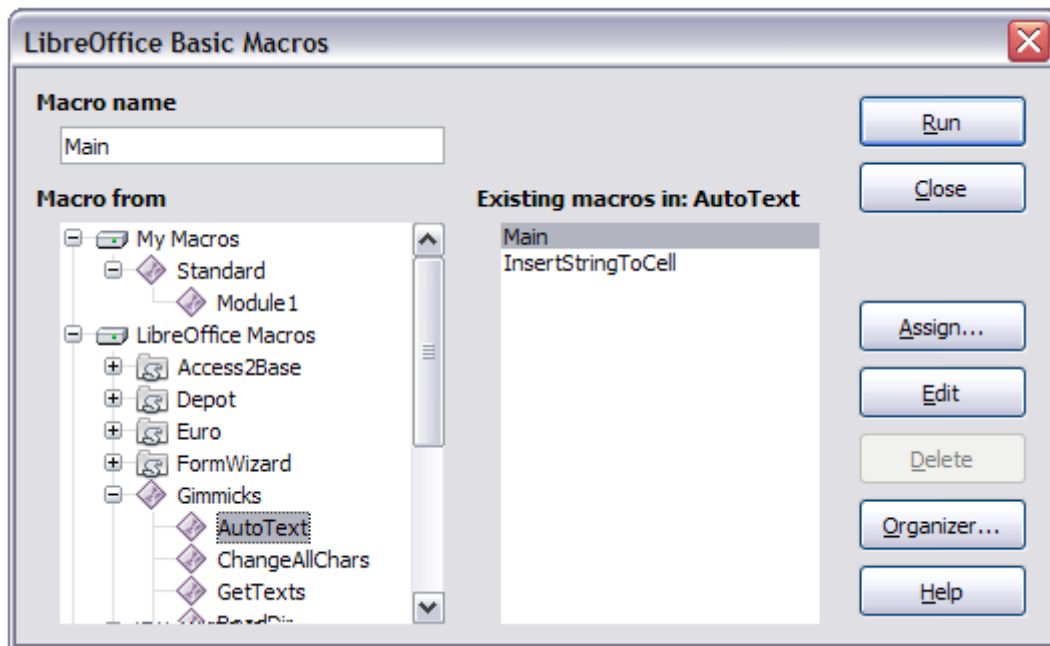 LibreOffice Basic Macros
Macro name
Main
Macro from
My Macros
Standard
Module1
LibreOffice Macros
Access2Base
Depot
Euro
FormWizard
Gimmicks
AutoText
ChangeAllChars
GetTexts
Existing macros in: AutoText
Main
InsertStringToCell
Run
Close
Assign...
Edit
Delete
Organizer...
Help